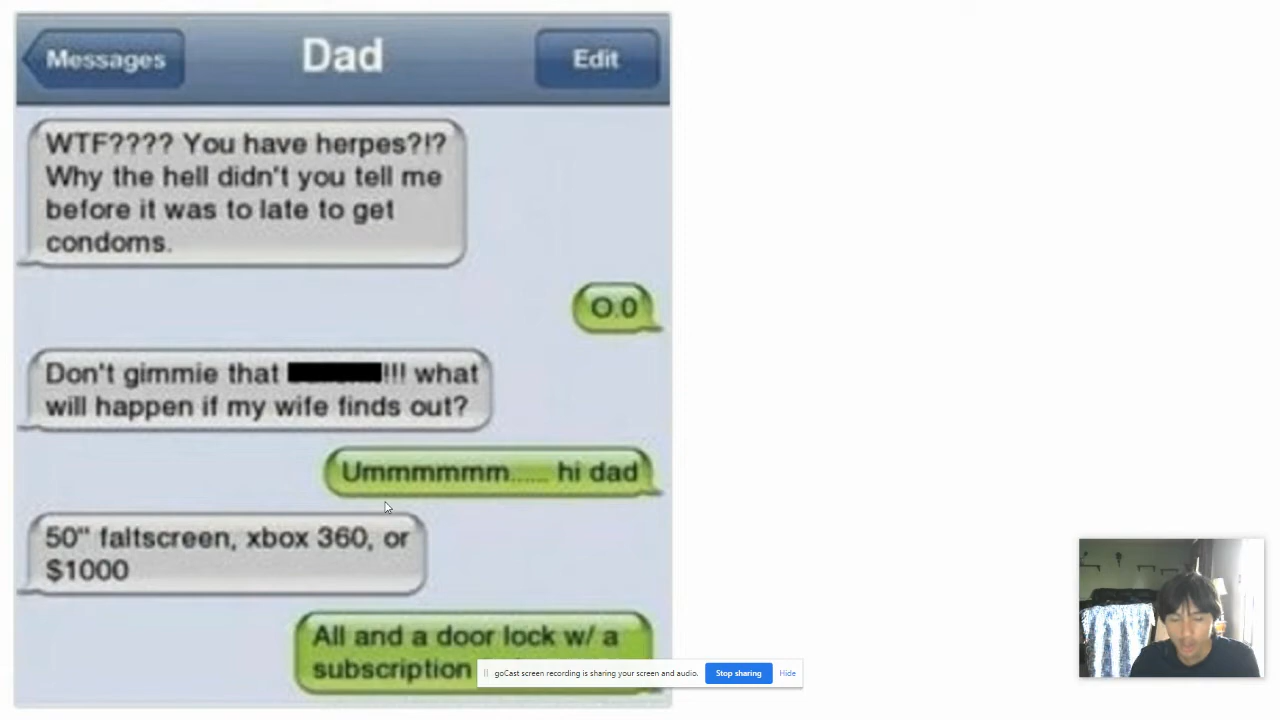 Messages
Dad
Edit
WTF???? You have herpes?!?
Why the hell didn't you tell me
before it was to late to get
condoms.
O.0
Don't gimmie that !!! what
will happen if my wife finds out?
Ummmmmm...... hi dad
50" faltscreen, xbox 360, or
$1000
All and a door lock w/ a
subscription
goCast screen recording is sharing your screen and audio.
Stop sharing
Hide